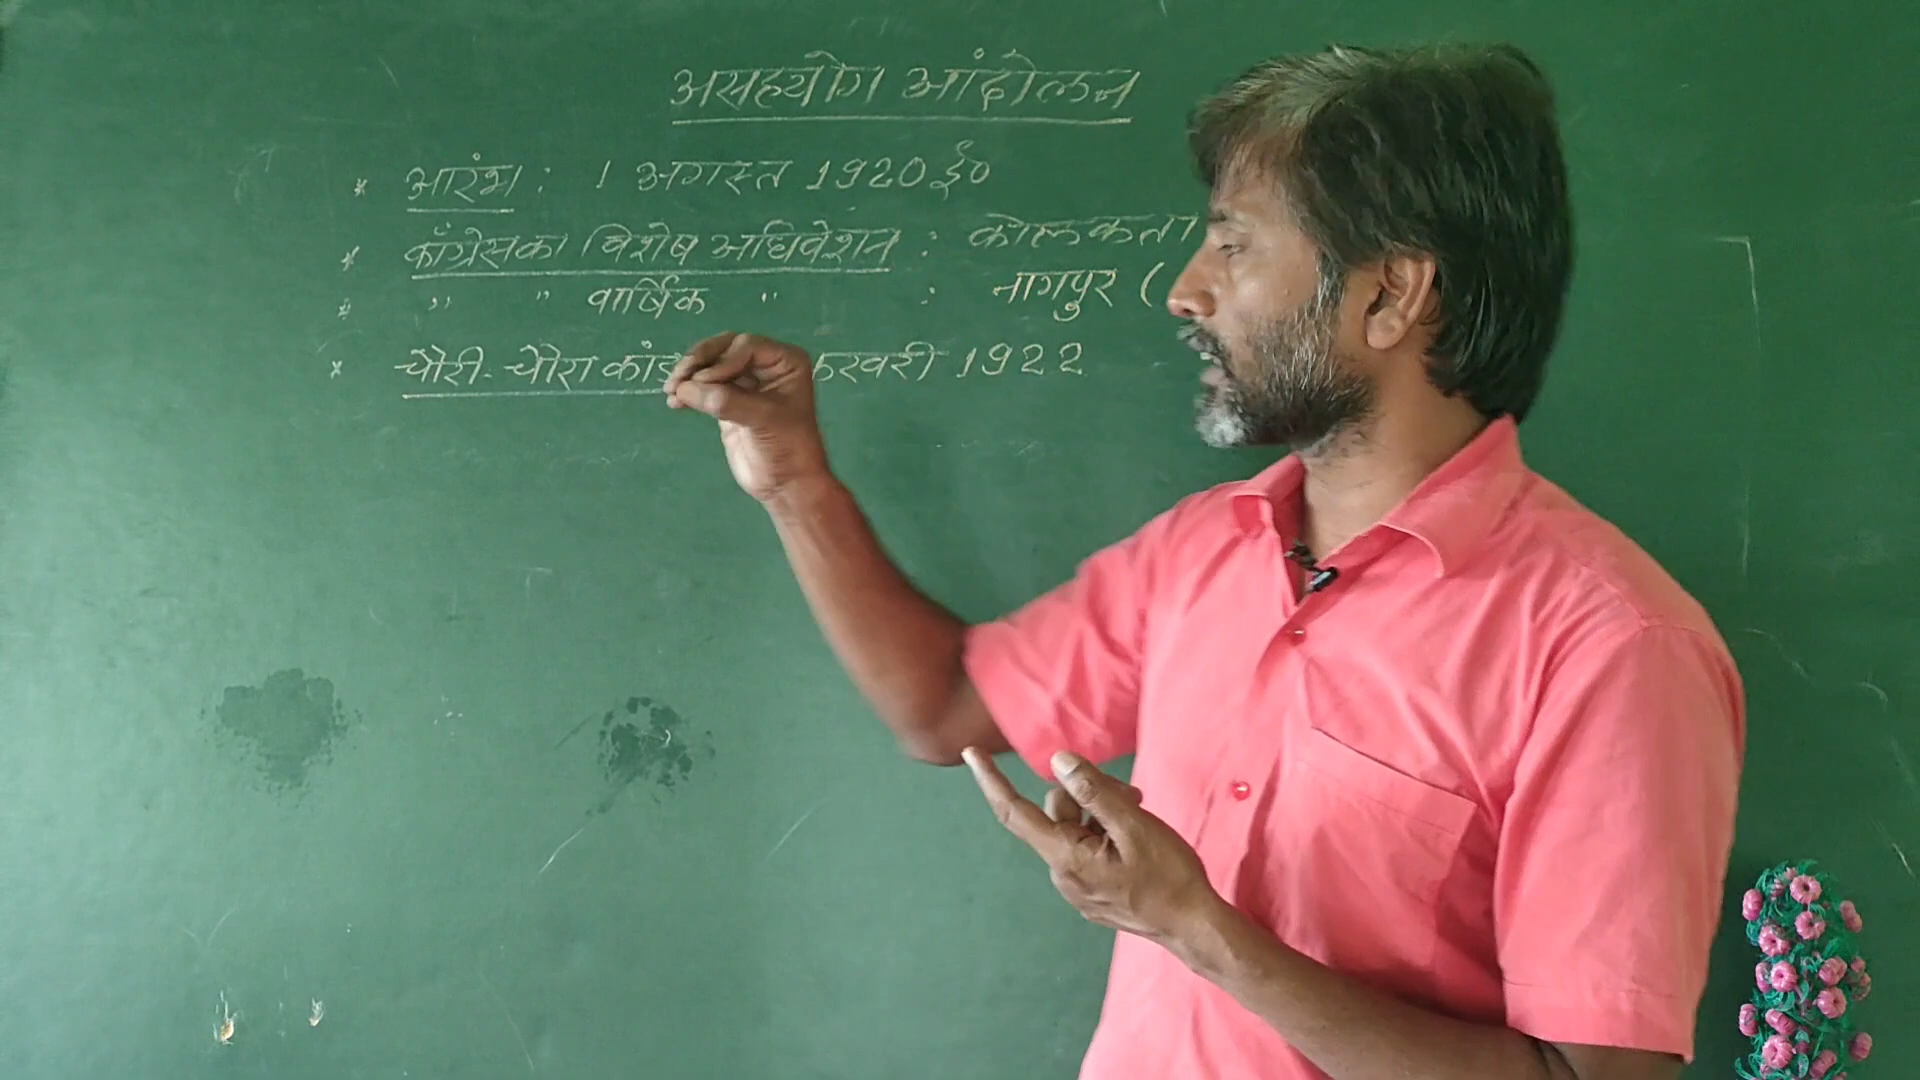 असहयोग आंदोलन
* आरंभ : 1 अगस्त 1920 ई०
* काँग्रेस का विशेष अधिवेशन : कोलकता
* " " वार्षिक " : नागपुर (
* चौरी-चौरा कांड फरवरी 1922